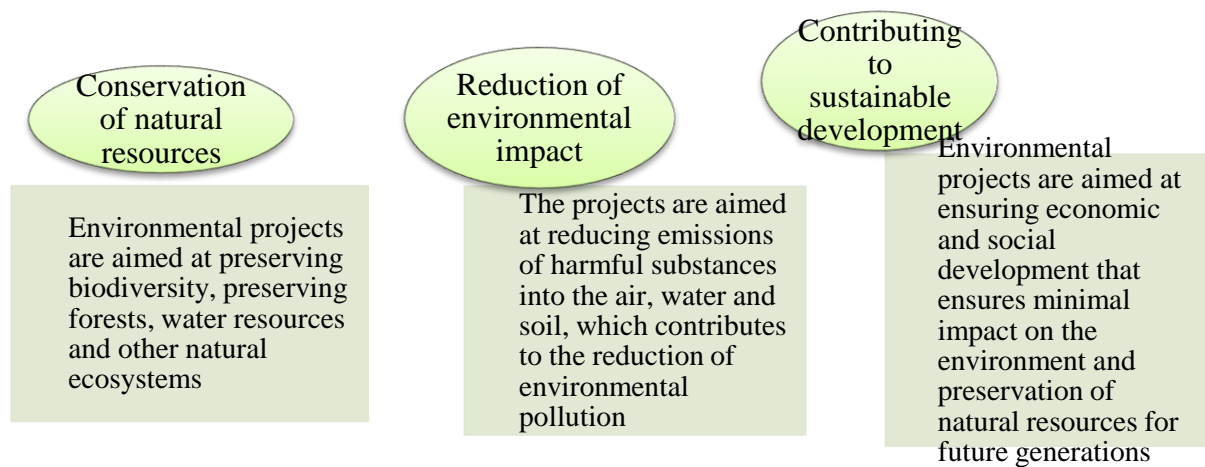 Conservation
of natural
resources
Environmental projects
are aimed at preserving
biodiversity, preserving
forests, water resources
and other natural
ecosystems
Reduction of
environmental
impact
The projects are aimed
at reducing emissions
of harmful substances
into the air, water and
soil, which contributes
to the reduction of
environmental
pollution
Contributing
to
sustainable
development
Environmental
projects are aimed at
ensuring economic
and social
development that
ensures minimal
impact on the
environment and
preservation of
natural resources for
future generations